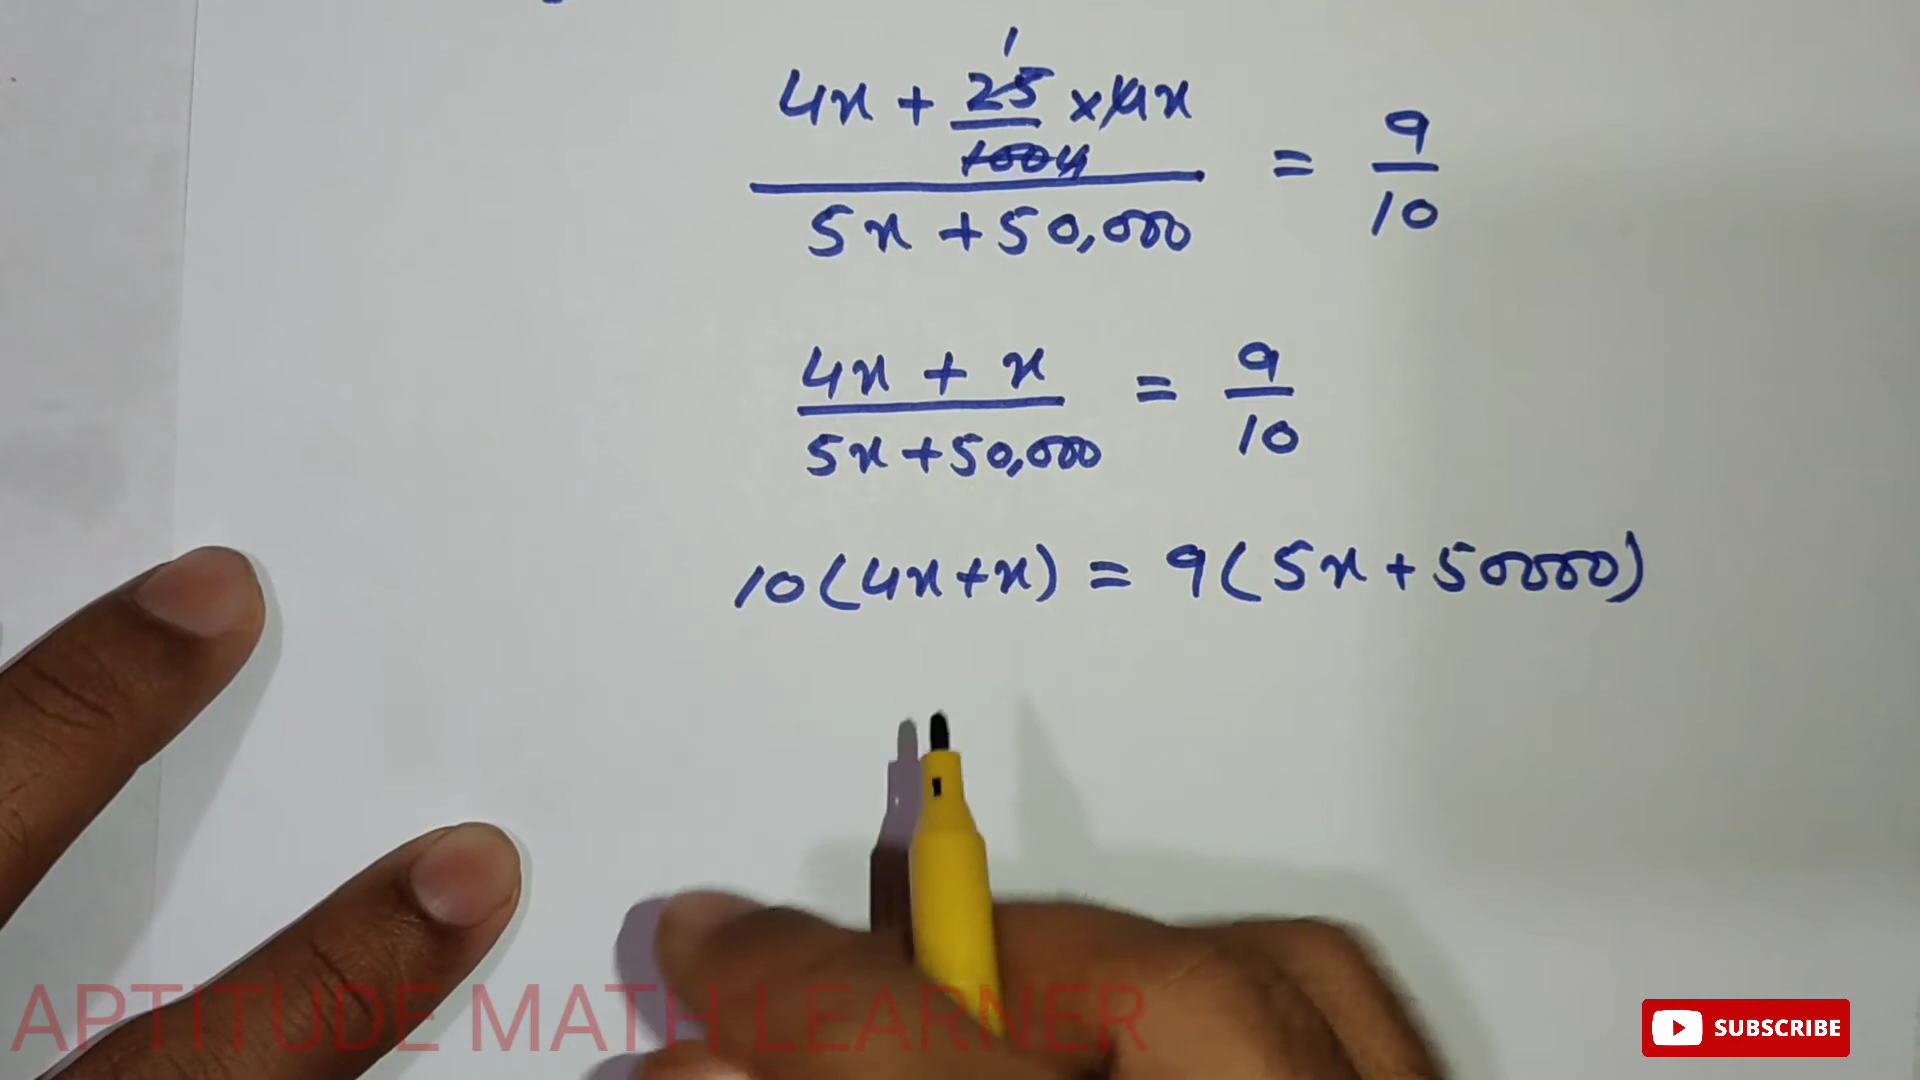 1
4x + 25 × 4x = 9
100 4
5x + 50,000 10
4x + x = 9
5x + 50,000 10
10(4x+x) = 9(5x+50000)
APTITUDE MATH LEARNER
SUBSCRIBE